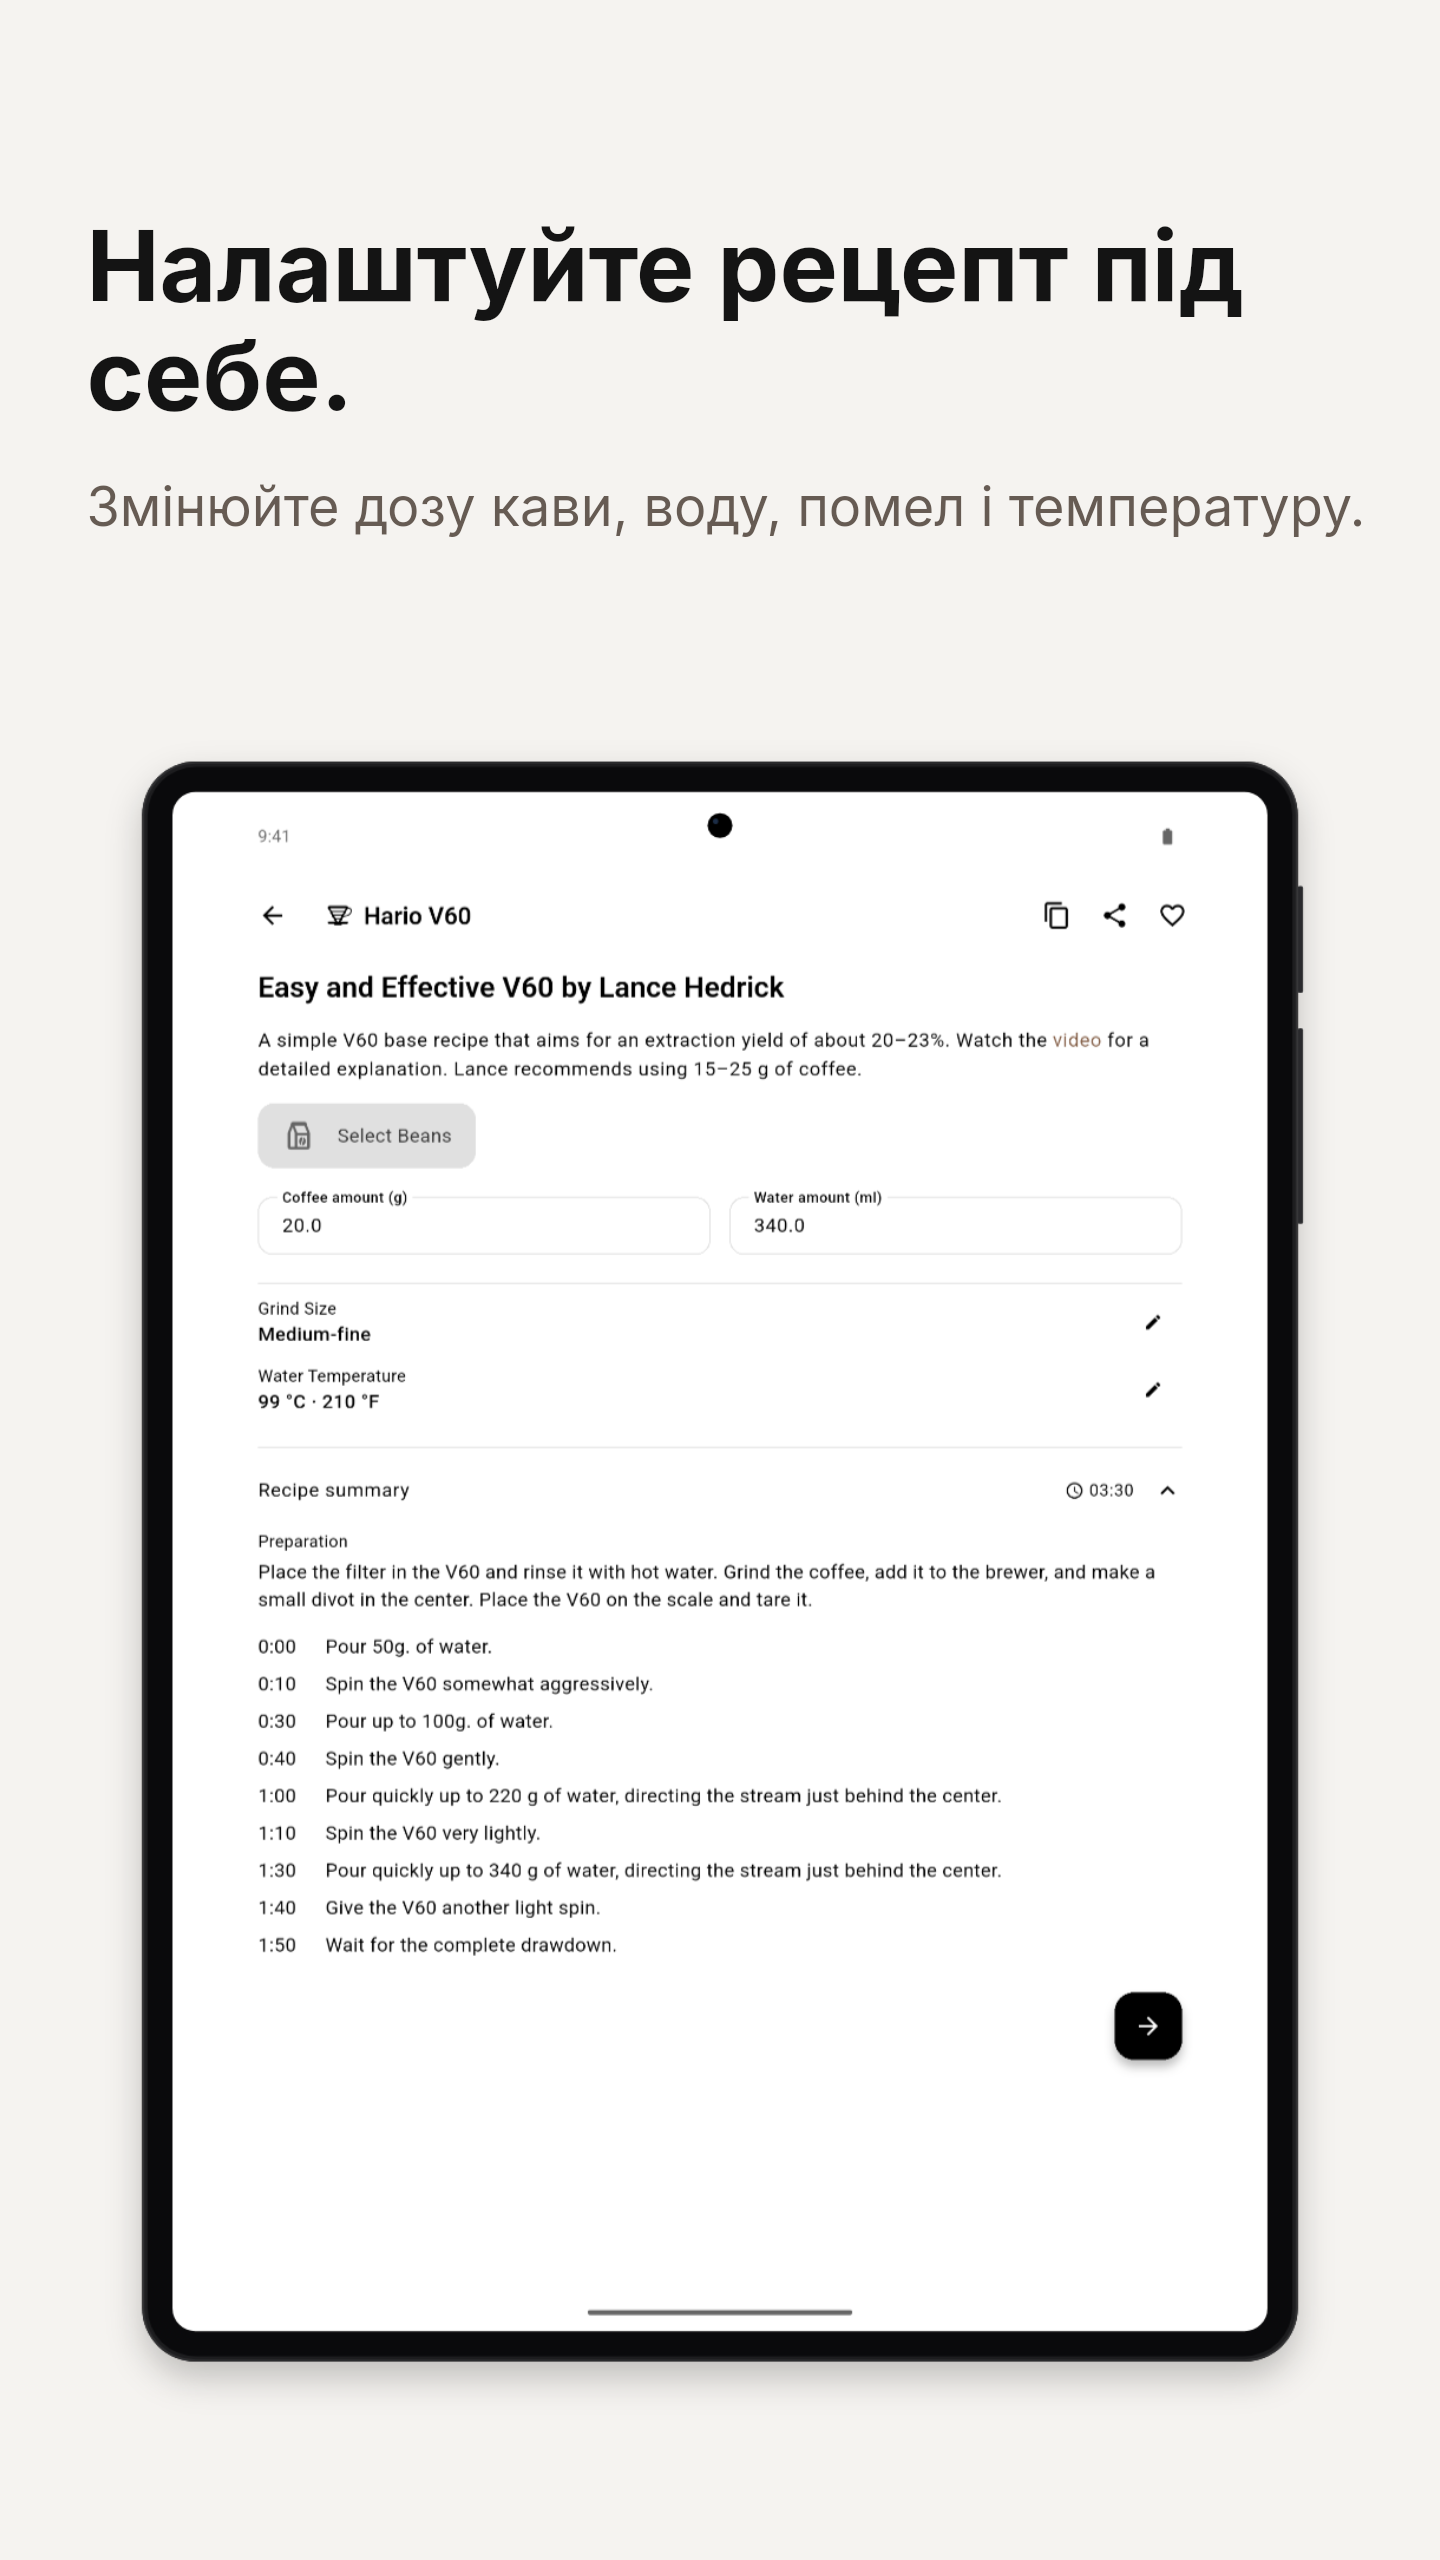 Налаштуйте рецепт під
себе.
Змінюйте дозу кави, воду, помел і температуру.
9:41
Hario V60
Easy and Effective V60 by Lance Hedrick
A simple V60 base recipe that aims for an extraction yield of about 20–23%. Watch the video for a
detailed explanation. Lance recommends using 15–25 g of coffee.
Select Beans
Coffee amount (g)
20.0
Water amount (ml)
340.0
Grind Size
Medium-fine
Water Temperature
99 °C · 210 °F
Recipe summary
03:30
Preparation
Place the filter in the V60 and rinse it with hot water. Grind the coffee, add it to the brewer, and make a
small divot in the center. Place the V60 on the scale and tare it.
0:00 Pour 50g. of water.
0:10 Spin the V60 somewhat aggressively.
0:30 Pour up to 100g. of water.
0:40 Spin the V60 gently.
1:00 Pour quickly up to 220 g of water, directing the stream just behind the center.
1:10 Spin the V60 very lightly.
1:30 Pour quickly up to 340 g of water, directing the stream just behind the center.
1:40 Give the V60 another light spin.
1:50 Wait for the complete drawdown.